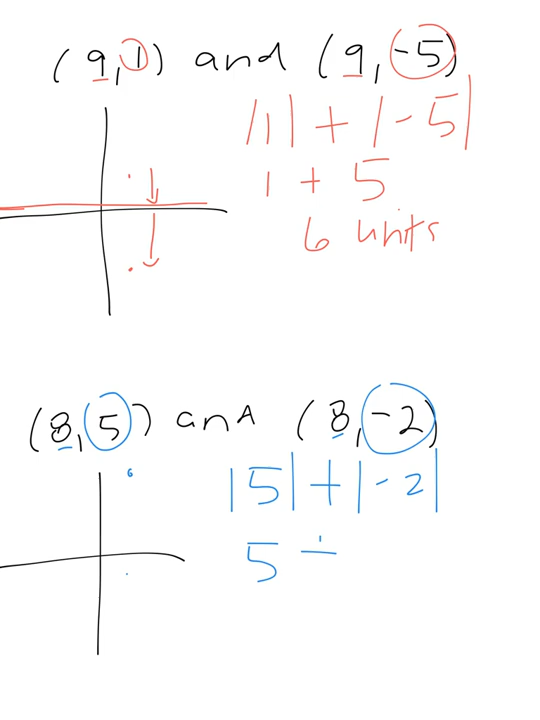 (9,1) and (9,-5)
|1| + |-5|
1 + 5
6 units
(8,5) and (8,-2)
|5| + |-2|
5 ÷